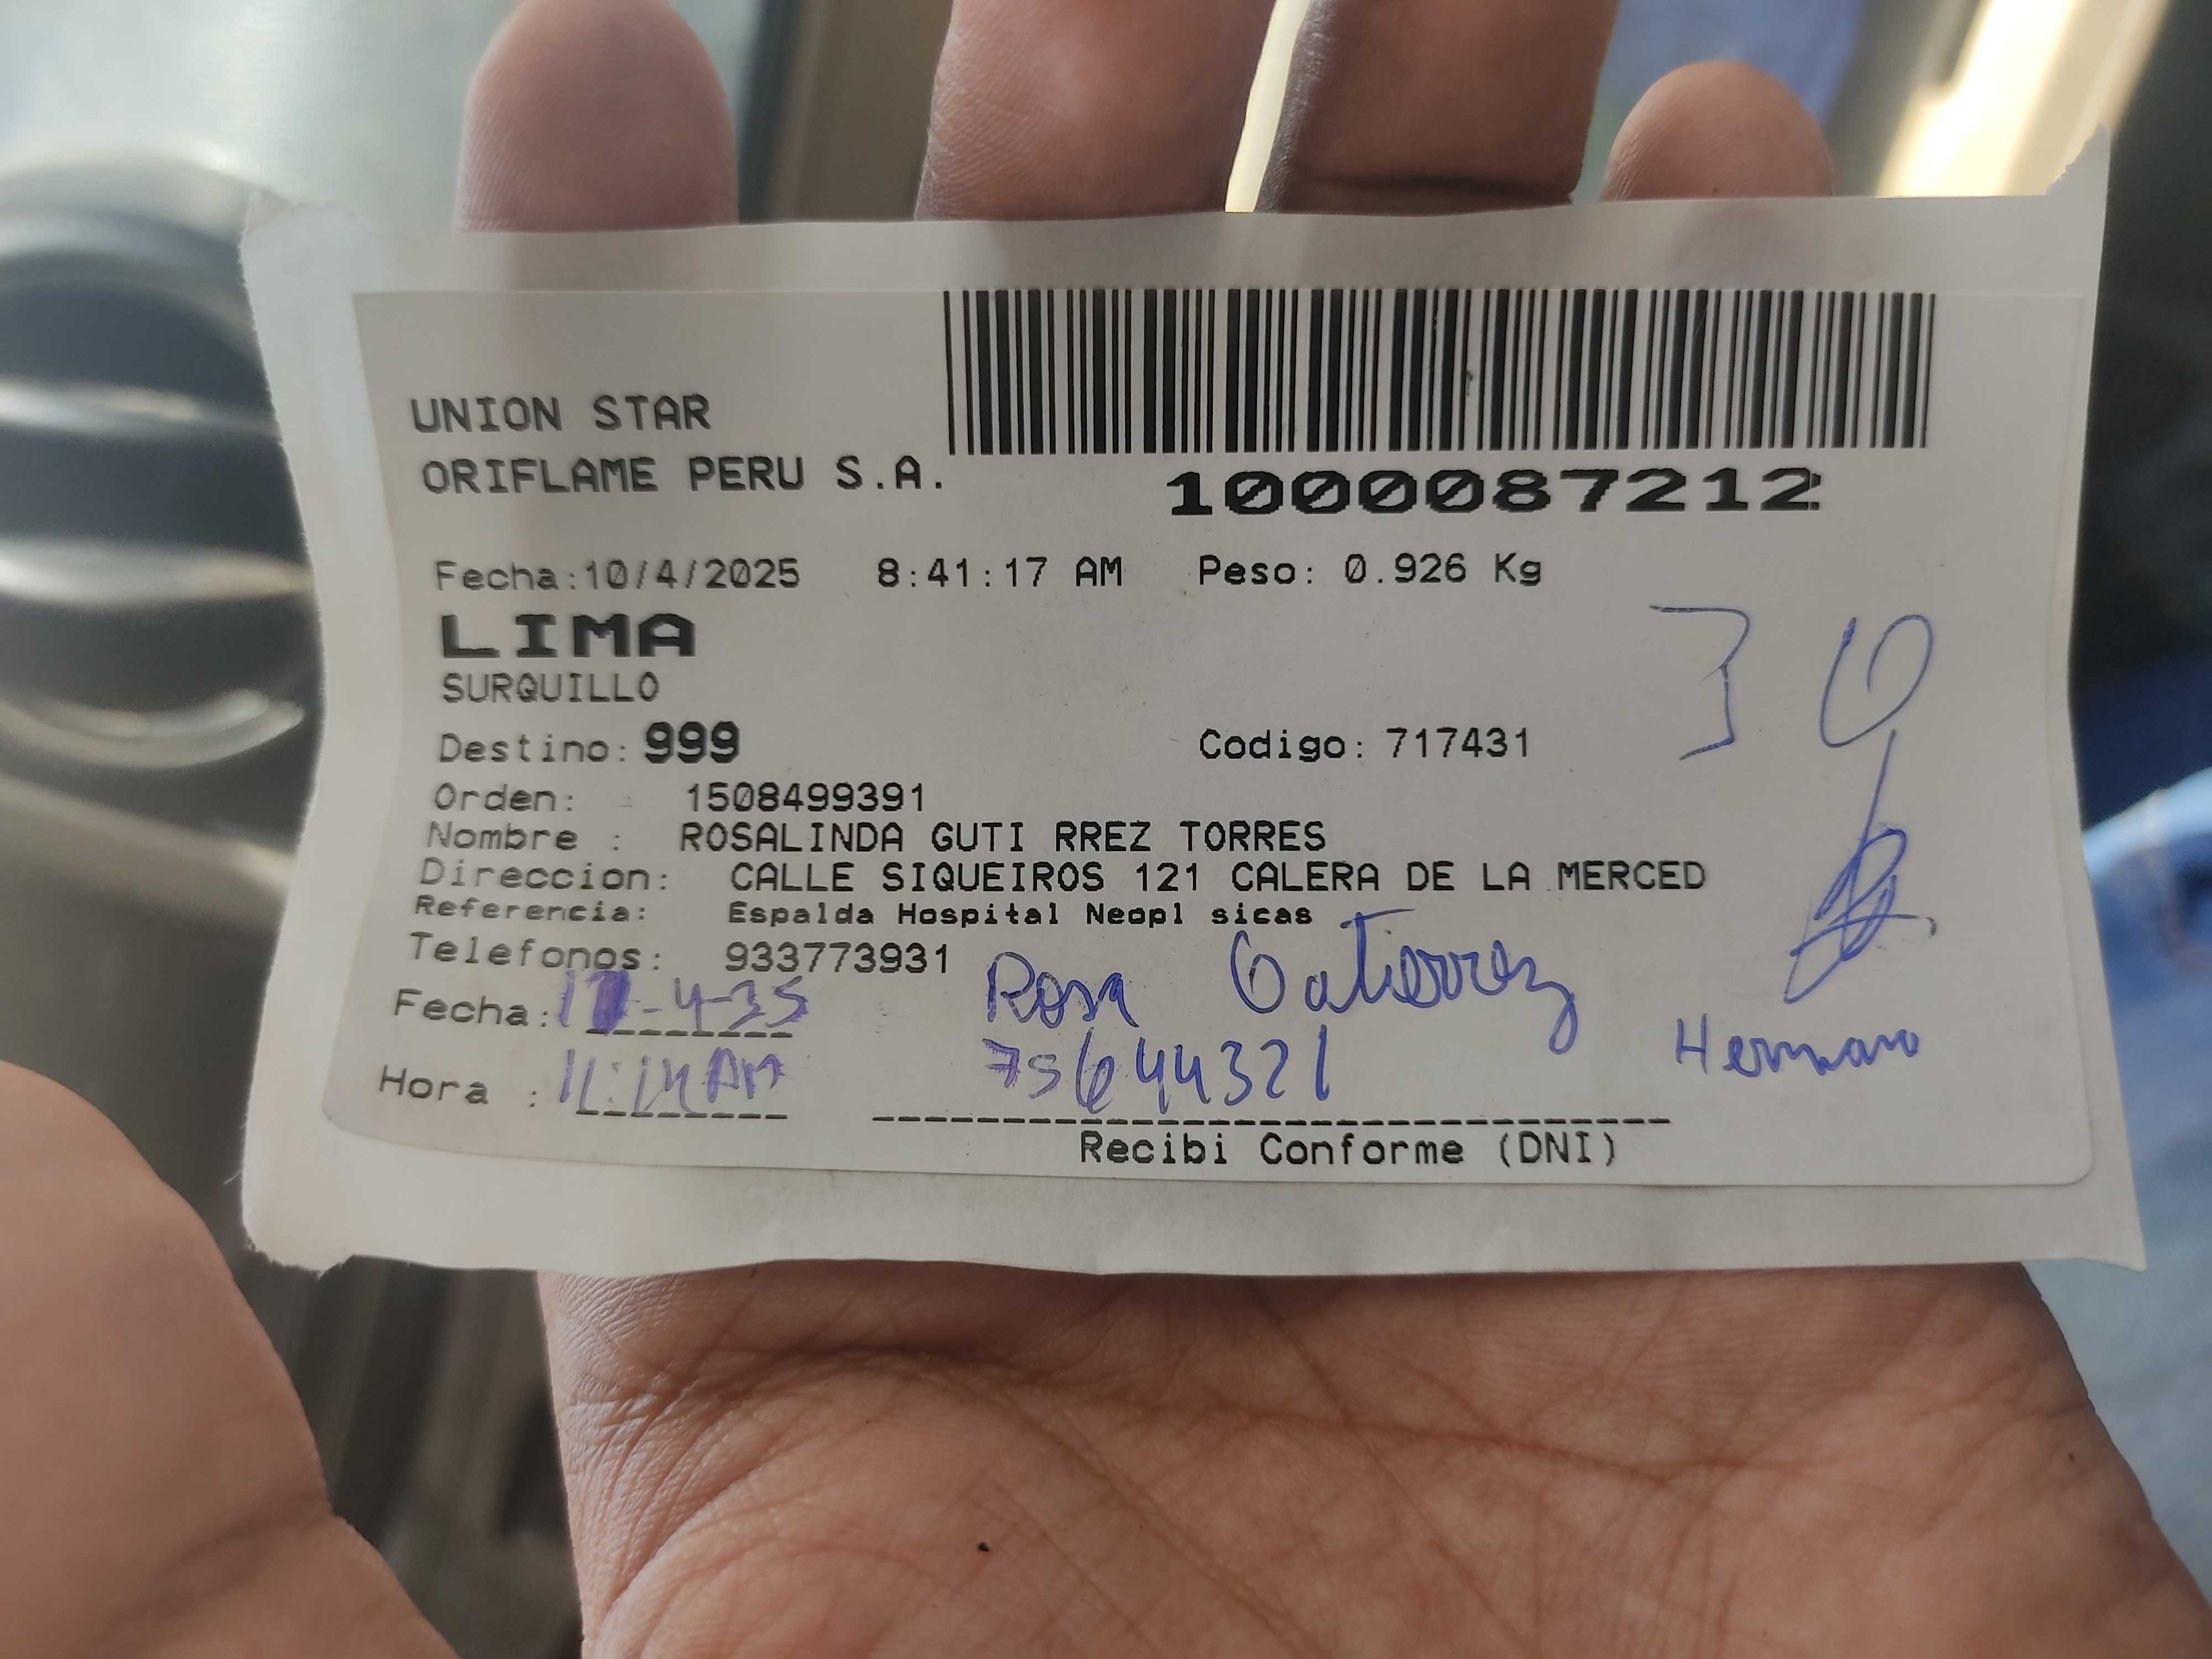 UNION STAR
ORIFLAME PERU S.A.
1000087212
Fecha:10/4/2025 8:41:17 AM Peso: 0.926 Kg
LIMA
SURQUILLO
Destino: 999 Codigo: 717431
Orden: 1508499391
Nombre : ROSALINDA GUTI RREZ TORRES
Direccion: CALLE SIQUEIROS 121 CALERA DE LA MERCED
Referencia: Espalda Hospital Neopl sicas
Telefonos: 933773931
Rosa Gutierrez
Fecha:
Hora : 75644321 Hermano
Recibi Conforme (DNI)